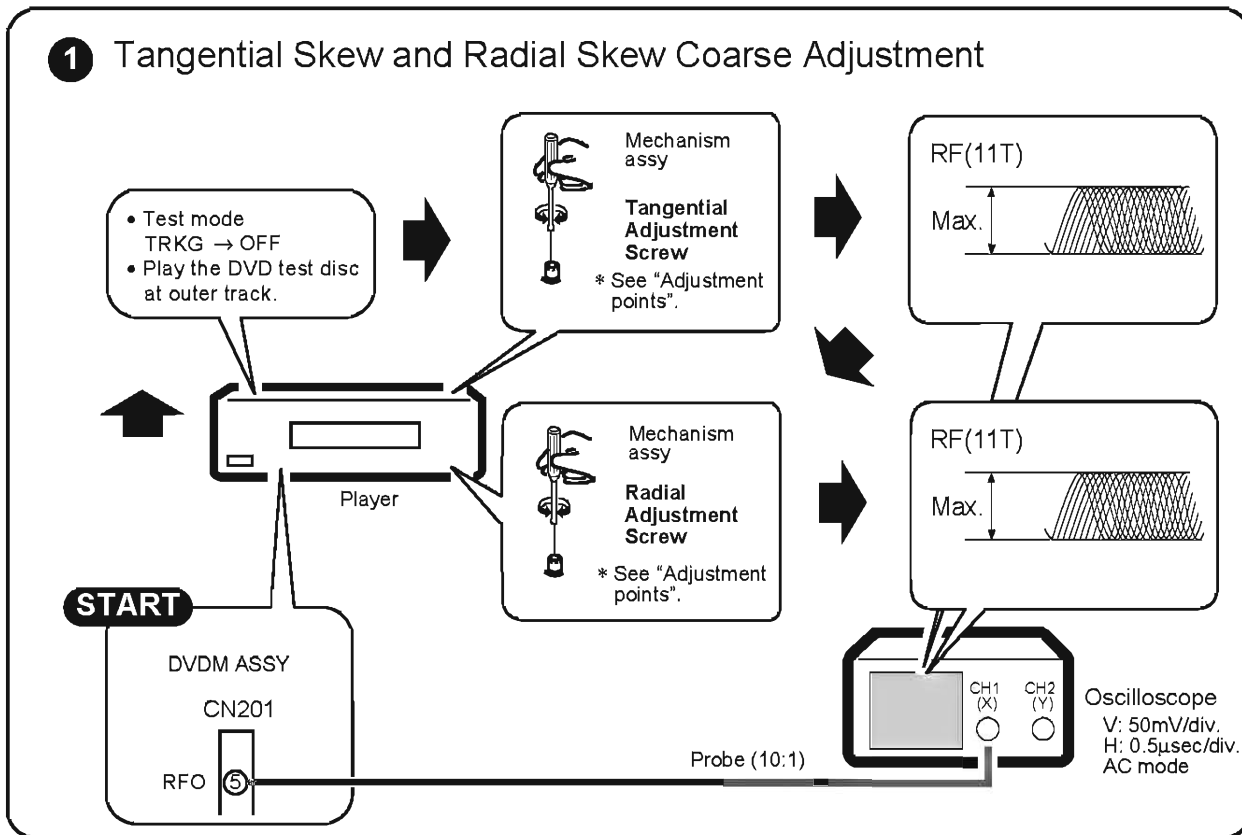 1 Tangential Skew and Radial Skew Coarse Adjustment
• Test mode
TRKG → OFF
• Play the DVD test disc
at outer track.
Mechanism
assy
Tangential
Adjustment
Screw
* See “Adjustment
points”.
RF(11T)
Max.
Player
Mechanism
assy
Radial
Adjustment
Screw
* See “Adjustment
points”.
RF(11T)
Max.
START
DVDM ASSY
CN201
RFO 5
Probe (10:1)
CH1
(X)
CH2
(Y)
Oscilloscope
V: 50mV/div.
H: 0.5μsec/div.
AC mode